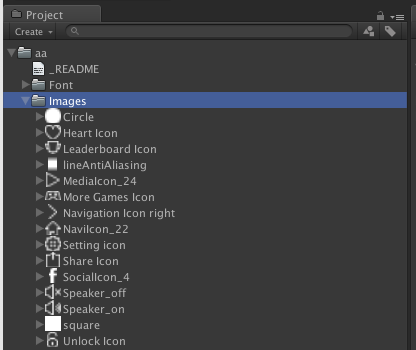 Project
Create
aa
_README
Font
Images
Circle
Heart Icon
Leaderboard Icon
lineAntiAliasing
MediaIcon_24
More Games Icon
Navigation Icon right
NaviIcon_22
Setting icon
Share Icon
SocialIcon_4
Speaker_off
Speaker_on
square
Unlock Icon